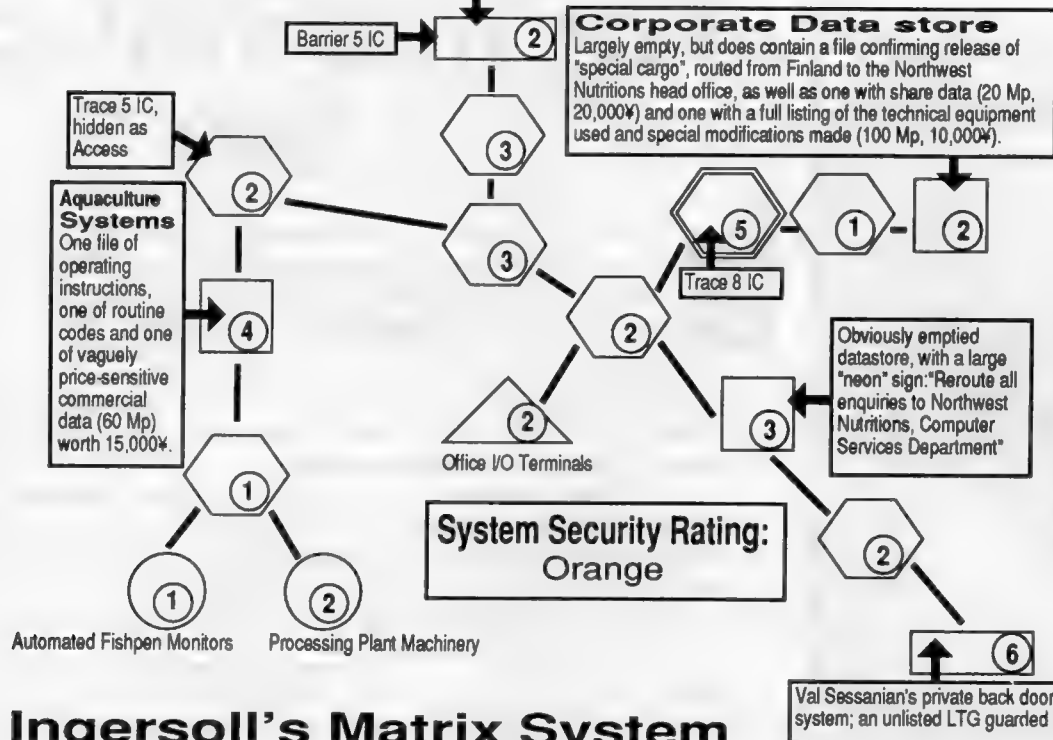 Barrier 5 IC
2
Corporate Data store
Largely empty, but does contain a file confirming release of
"special cargo", routed from Finland to the Northwest
Nutritions head office, as well as one with share data (20 Mp,
20,000¥) and one with a full listing of the technical equipment
used and special modifications made (100 Mp, 10,000¥).
Trace 5 IC,
hidden as
Access
3
2
Aquaculture
Systems
One file of
operating
instructions,
one of routine
codes and one
of vaguely
price-sensitive
commercial
data (60 Mp)
worth 15,000¥.
3
5
1
2
Trace 8 IC
4
2
Obviously emptied
datastore, with a large
"neon" sign:"Reroute all
enquiries to Northwest
Nutritions, Computer
Services Department"
2
3
Office I/O Terminals
1
System Security Rating:
Orange
2
1
2
Automated Fishpen Monitors
Processing Plant Machinery
6
Val Sessanian's private back door
system; an unlisted LTG guarded
Ingersoll's Matrix System